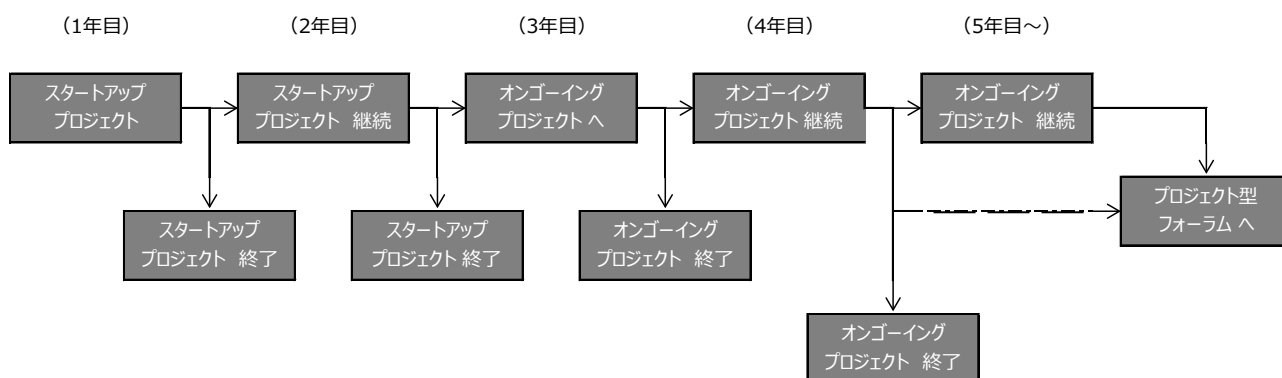 （1年目）
（2年目）
（3年目）
（4年目）
（5年目～）
スタートアップ
プロジェクト
スタートアップ
プロジェクト 継続
オンゴーイング
プロジェクト へ
オンゴーイング
プロジェクト 継続
オンゴーイング
プロジェクト 継続
スタートアップ
プロジェクト 終了
スタートアップ
プロジェクト 終了
オンゴーイング
プロジェクト 終了
プロジェクト型
フォーラム へ
オンゴーイング
プロジェクト 終了